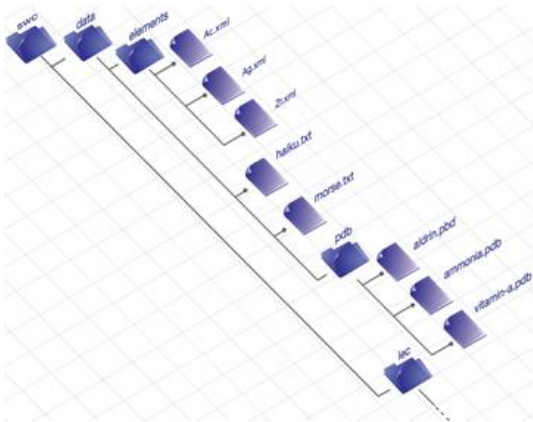 swc
data
elements
Ac.xml
Ag.xml
Zr.xml
haiku.txt
morse.txt
pdb
aldrin.pbd
ammonia.pdb
vitamin-a.pdb
lec